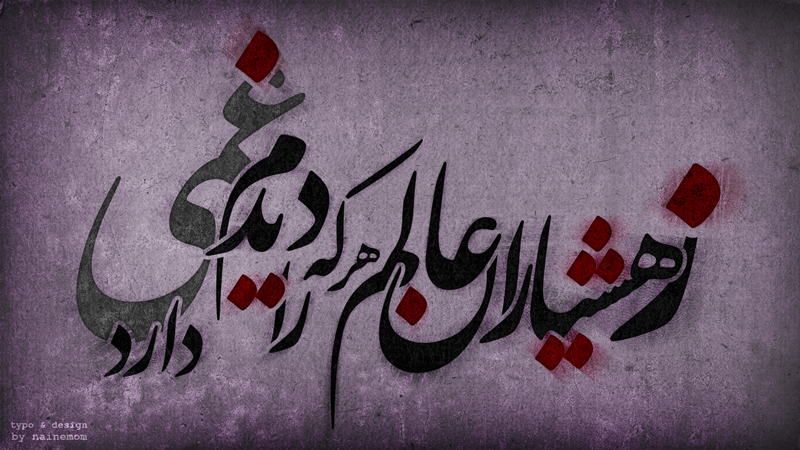 ز هشیاران عالم هر که را دیدم غمی دارد
typo & design
by nainemom